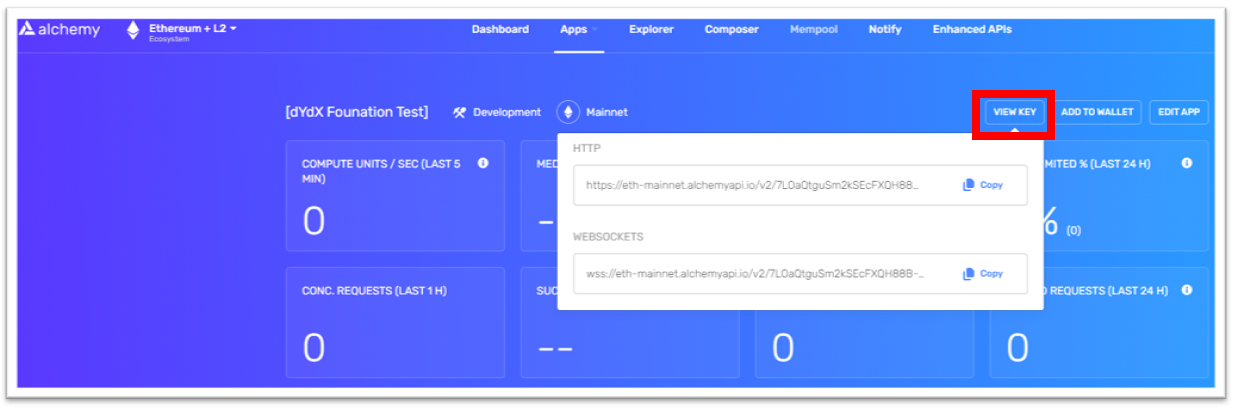 alchemy
Ethereum + L2
Ecosystem
Dashboard Apps Explorer Composer Mempool Notify Enhanced APIs
[dYdX Founation Test] Development Mainnet
VIEW KEY ADD TO WALLET EDIT APP
HTTP
https://eth-mainnet.alchemyapi.io/v2/7LOaQtguSm2kSEcFXQH88...
Copy
WEBSOCKETS
wss://eth-mainnet.alchemyapi.io/v2/7LOaQtguSm2kSEcFXQH88B-...
Copy
COMPUTE UNITS / SEC (LAST 5
MIN)
0
MED
--
MITED % (LAST 24 H)
% (0)
CONC. REQUESTS (LAST 1 H)
0
SUC
--
0
D REQUESTS (LAST 24 H)
0